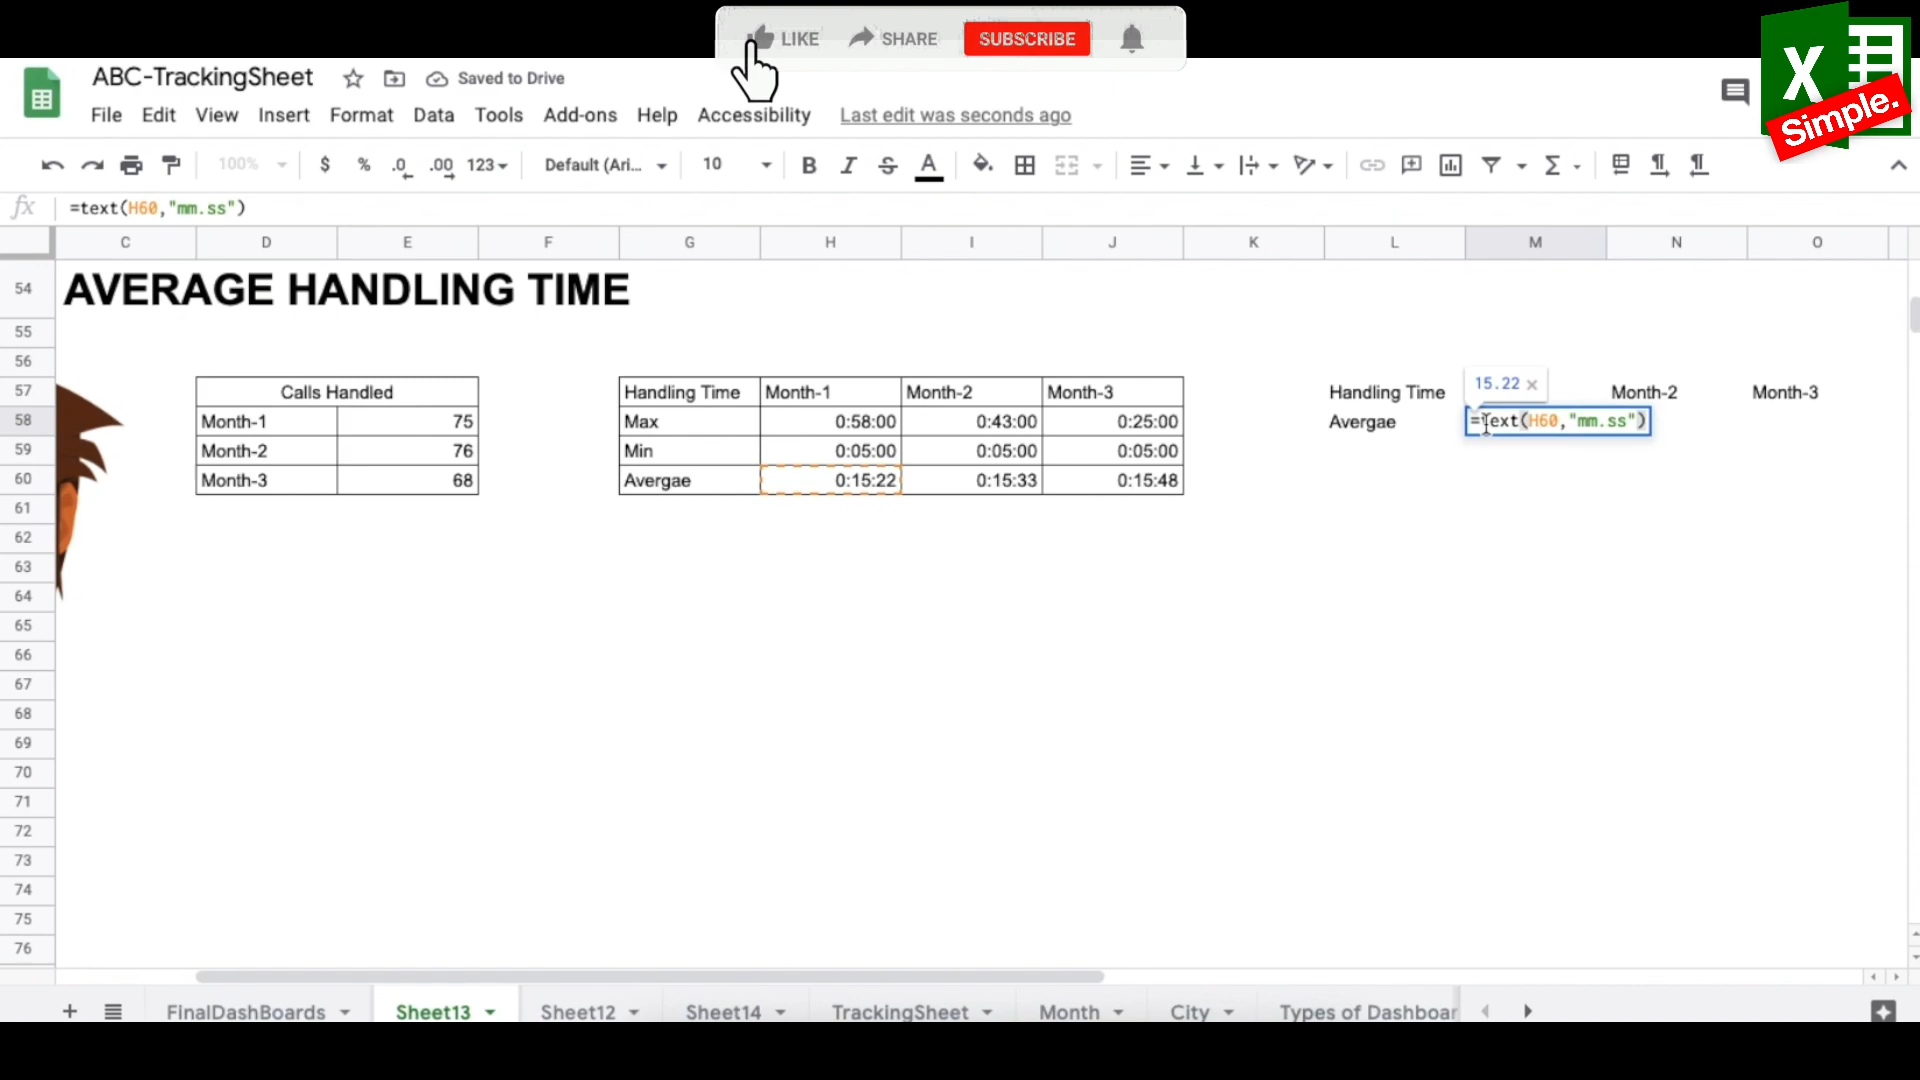 LIKE SHARE SUBSCRIBE
X Simple.
ABC-TrackingSheet Saved to Drive
File Edit View Insert Format Data Tools Add-ons Help Accessibility Last edit was seconds ago
100% $ % .0 .00 123 Default (Ari... 10 B I S A
fx =text(H60,"mm.ss")
C D E F G H I J K L M N O
54 AVERAGE HANDLING TIME
55
56
57 Calls Handled Handling Time Month-1 Month-2 Month-3 Handling Time 15.22 × Month-2 Month-3
58 Month-1 75 Max 0:58:00 0:43:00 0:25:00 Avergae =text(H60,"mm.ss")
59 Month-2 76 Min 0:05:00 0:05:00 0:05:00
60 Month-3 68 Avergae 0:15:22 0:15:33 0:15:48
61
62
63
64
65
66
67
68
69
70
71
72
73
74
75
76
+ FinalDashBoards Sheet13 Sheet12 Sheet14 TrackingSheet Month City Types of Dashboar